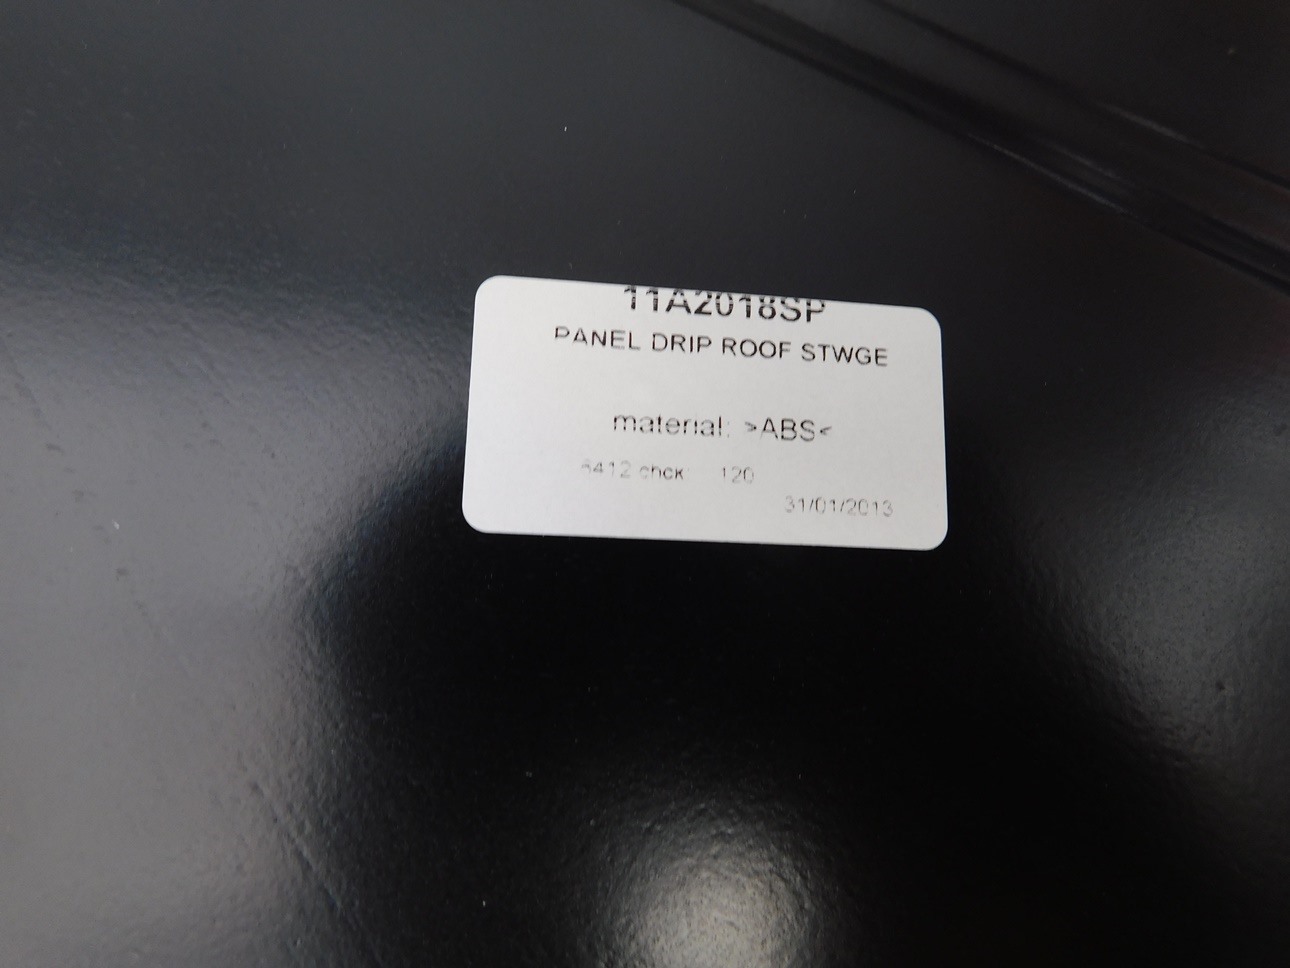 11A2018SP
PANEL DRIP ROOF STWGE
material: >ABS<
chck 120
31/01/2013